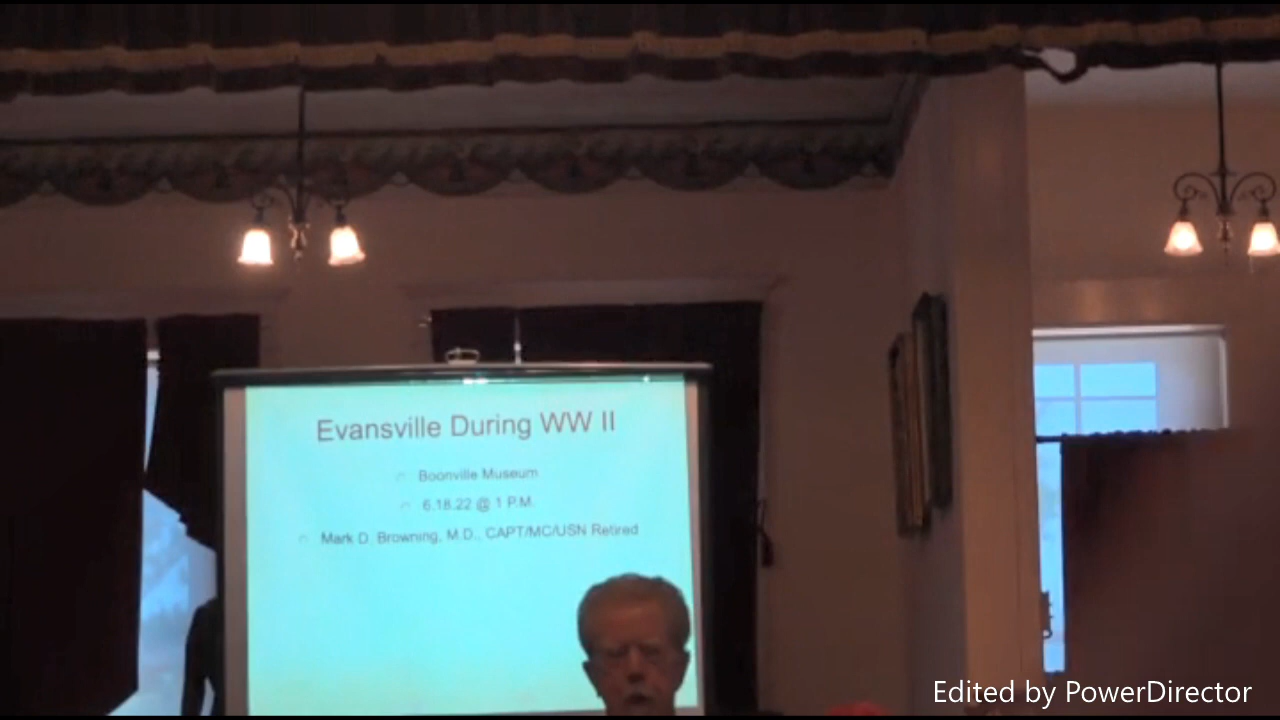 Evansville During WW II
Boonville Museum
6.18.22 @ 1 P.M.
Mark D. Browning, M.D., CAPT/MC/USN Retired
Edited by PowerDirector